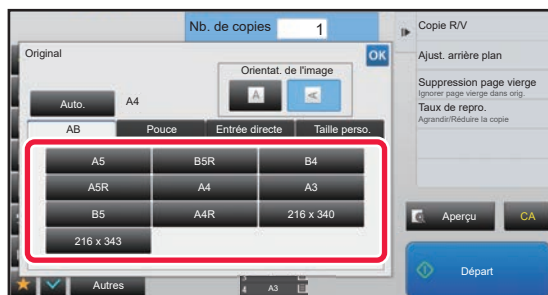 Nb. de copies 1
Original
OK
Orientat. de l'image
A
A
Auto. A4
AB Pouce Entrée directe Taille perso.
A5 B5R B4
A5R A4 A3
B5 A4R 216 x 340
216 x 343
Autres
4 A3
Copie R/V
Ajust. arrière plan
Suppression page vierge
Ignorer page vierge dans orig.
Taux de repro.
Agrandir/Réduire la copie
Aperçu CA
Départ